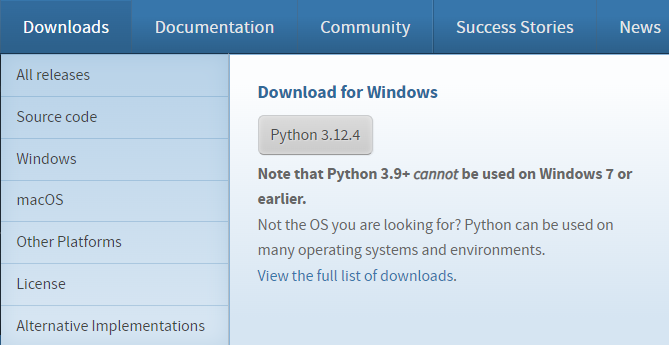 Downloads Documentation Community Success Stories News
All releases
Source code
Windows
macOS
Other Platforms
License
Alternative Implementations
Download for Windows
Python 3.12.4
Note that Python 3.9+ cannot be used on Windows 7 or
earlier.
Not the OS you are looking for? Python can be used on
many operating systems and environments.
View the full list of downloads.